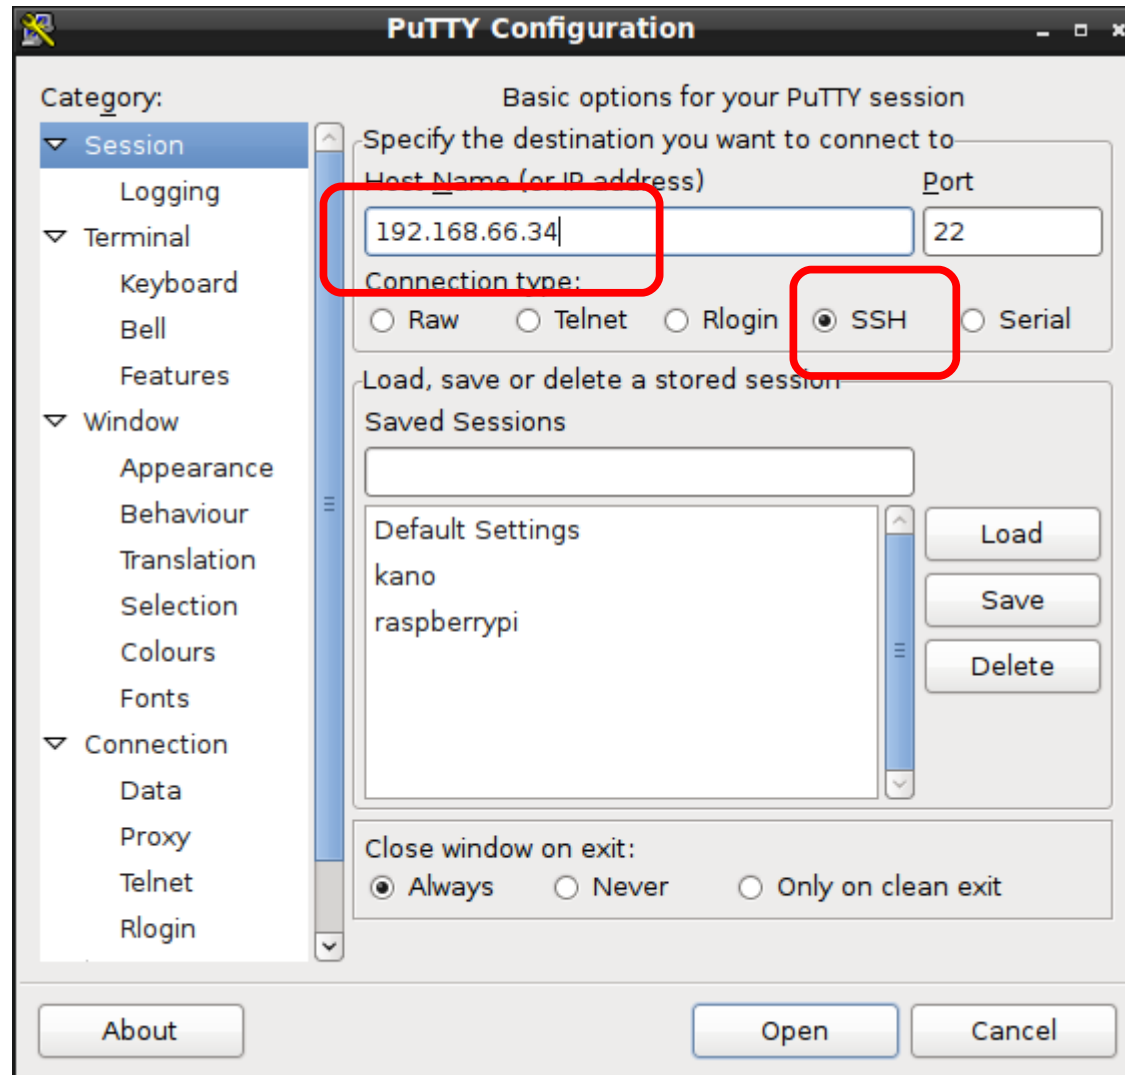 PuTTY Configuration
Category:
Session
Logging
Terminal
Keyboard
Bell
Features
Window
Appearance
Behaviour
Translation
Selection
Colours
Fonts
Connection
Data
Proxy
Telnet
Rlogin
Basic options for your PuTTY session
Specify the destination you want to connect to
Host Name (or IP address) Port
192.168.66.34 22
Connection type:
Raw Telnet Rlogin SSH Serial
Load, save or delete a stored session
Saved Sessions
Default Settings
kano
raspberrypi
Load
Save
Delete
Close window on exit:
Always Never Only on clean exit
About Open Cancel